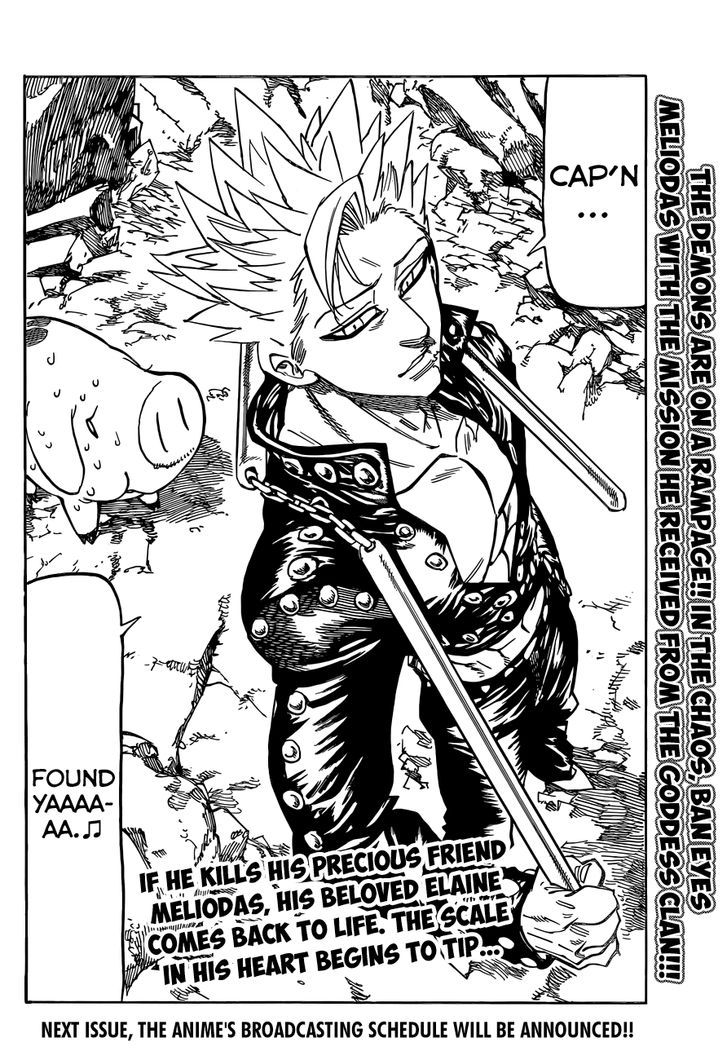 THE DEMONS ARE ON A RAMPAGE!! IN THE CHAOS, BAN EYES
MELIODAS WITH THE MISSION HE RECEIVED FROM THE GODDESS CLAN!!!
CAP'N
...
FOUND
YAAAA-
AA.♫
IF HE KILLS HIS PRECIOUS FRIEND
MELIODAS, HIS BELOVED ELAINE
COMES BACK TO LIFE. THE SCALE
IN HIS HEART BEGINS TO TIP...
NEXT ISSUE, THE ANIME'S BROADCASTING SCHEDULE WILL BE ANNOUNCED!!